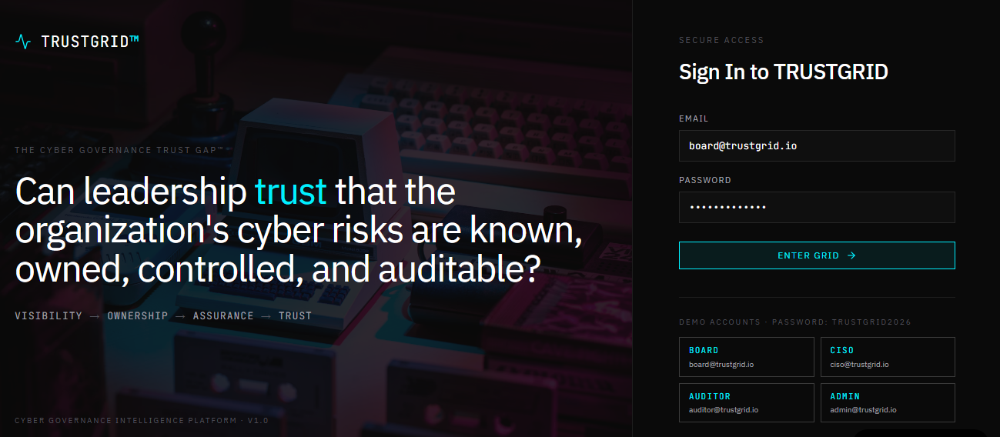 TRUSTGRID™
THE CYBER GOVERNANCE TRUST GAP™
Can leadership trust that the
organization's cyber risks are known,
owned, controlled, and auditable?
VISIBILITY → OWNERSHIP → ASSURANCE → TRUST
CYBER GOVERNANCE INTELLIGENCE PLATFORM · V1.0
SECURE ACCESS
Sign In to TRUSTGRID
EMAIL
board@trustgrid.io
PASSWORD
•••••••••••••
ENTER GRID →
DEMO ACCOUNTS · PASSWORD: TRUSTGRID2026
BOARD
board@trustgrid.io
CISO
ciso@trustgrid.io
AUDITOR
auditor@trustgrid.io
ADMIN
admin@trustgrid.io